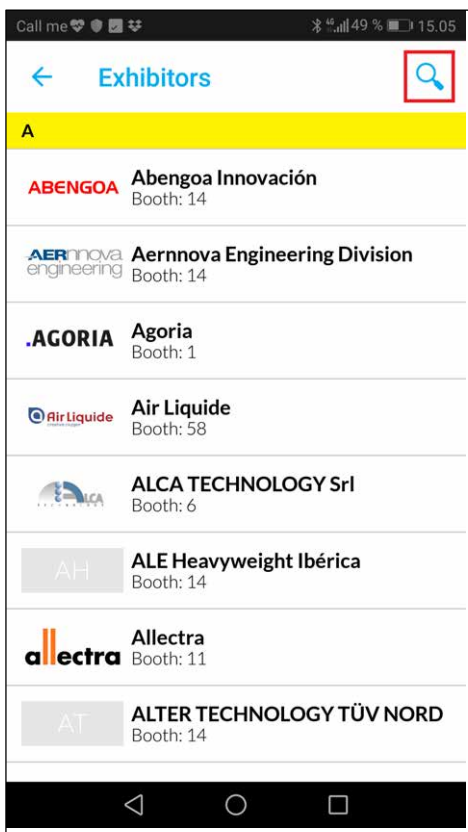 Call me 49 % 15.05
Exhibitors
A
ABENGOA
Abengoa Innovación
Booth: 14
AERnnova
engineering
Aernnova Engineering Division
Booth: 14
.AGORIA
Agoria
Booth: 1
Air Liquide
Air Liquide
Booth: 58
ALCA
ALCA TECHNOLOGY Srl
Booth: 6
AH
ALE Heavyweight Ibérica
Booth: 14
allectra
Allectra
Booth: 11
AT
ALTER TECHNOLOGY TÜV NORD
Booth: 14